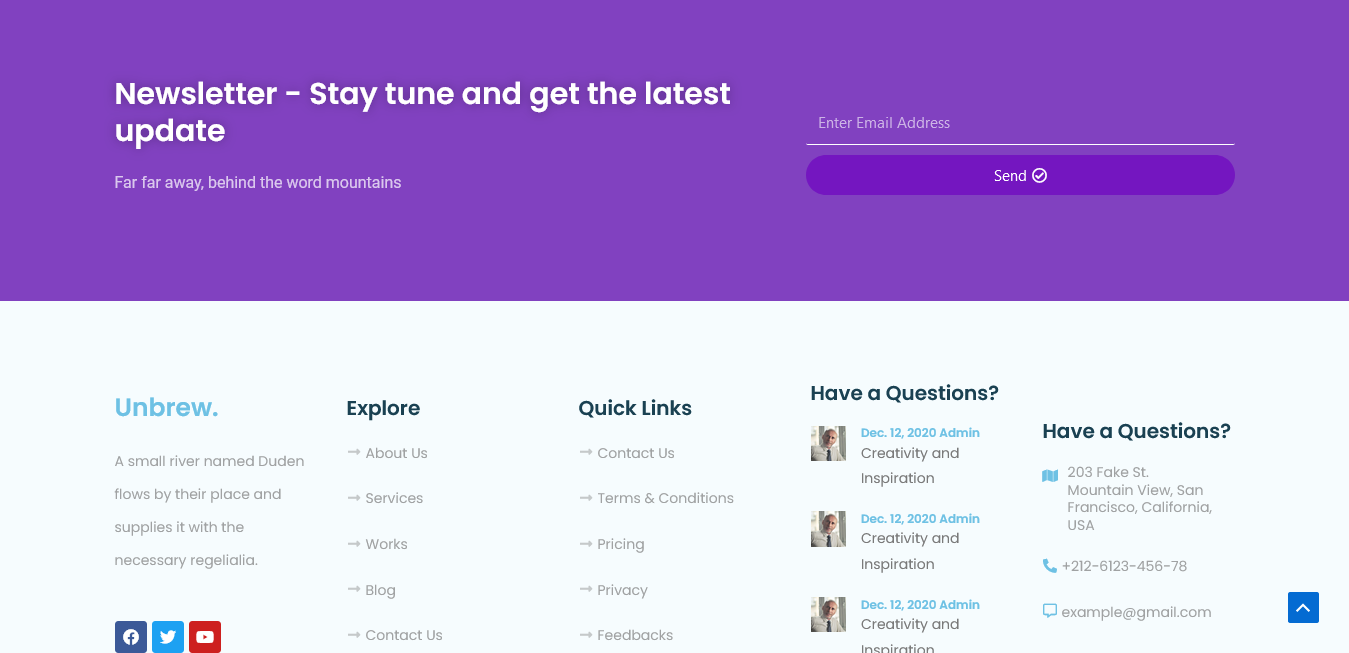 Newsletter - Stay tune and get the latest
update
Far far away, behind the word mountains
Enter Email Address
Send
Unbrew.
A small river named Duden
flows by their place and
supplies it with the
necessary regelialia.
Explore
About Us
Services
Works
Blog
Contact Us
Quick Links
Contact Us
Terms & Conditions
Pricing
Privacy
Feedbacks
Have a Questions?
Dec. 12, 2020 Admin
Creativity and
Inspiration
Dec. 12, 2020 Admin
Creativity and
Inspiration
Dec. 12, 2020 Admin
Creativity and
Inspiration
Have a Questions?
203 Fake St.
Mountain View, San
Francisco, California,
USA
+212-6123-456-78
example@gmail.com